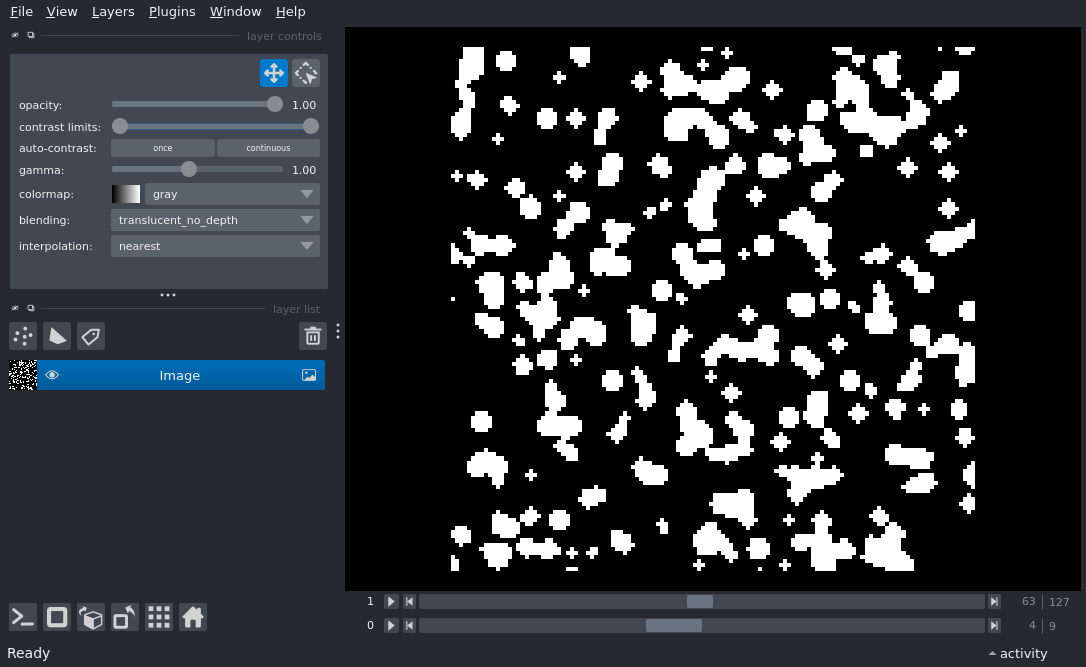 File View Layers Plugins Window Help
layer controls
opacity: 1.00
contrast limits:
auto-contrast: once continuous
gamma: 1.00
colormap: gray
blending: translucent_no_depth
interpolation: nearest
layer list
Image
1 63 127
0 4 9
Ready activity